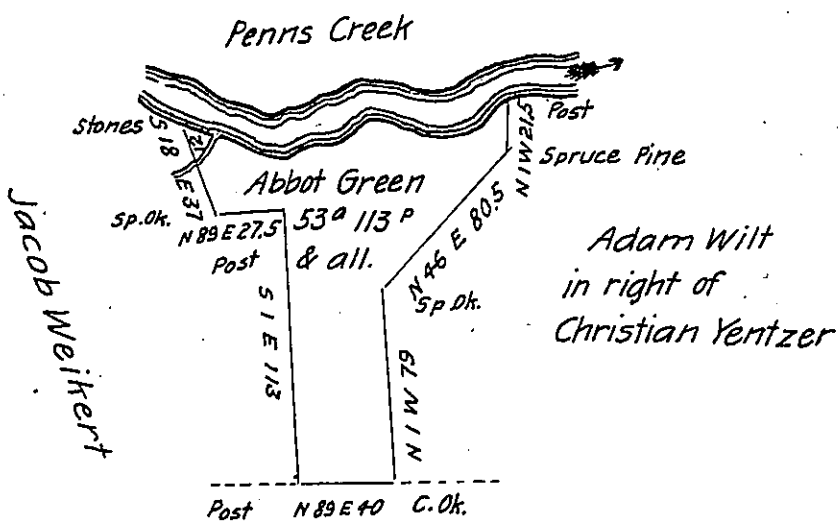 Penns Creek
Stones
S 18
E 37
21
Post
N 1 W 21.5
Spruce Pine
Abbot Green
53a 113 P
& all.
Sp. Ok.
N 89 E 27.5
Post
N 46 E 80.5
Sp. Ok.
Adam Wilt
in right of
Christian Yentzer
Jacob Weikert
S 1 E 113
N 1 W 79
Post
N 89 E 40
C. Ok.